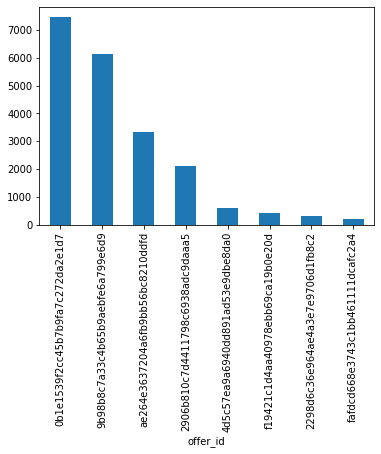 7000
6000
5000
4000
3000
2000
1000
0
0b1e1539f2cc45b7b9fa7c272da2e1d7
9b98b8c7a33c4b65b9aebfe6a799e6d9
ae264e3637204a6fb9bb56bc8210ddfd
2906b810c7d4411798c6938adc9daaa5
4d5c57ea9a6940dd891ad53e9dbe8da0
f19421c1d4aa40978ebb69ca19b0e20d
2298d6c36e964ae4a3e7e9706d1fb8c2
fafdcd668e3743c1bb461111dcafc2a4
offer_id